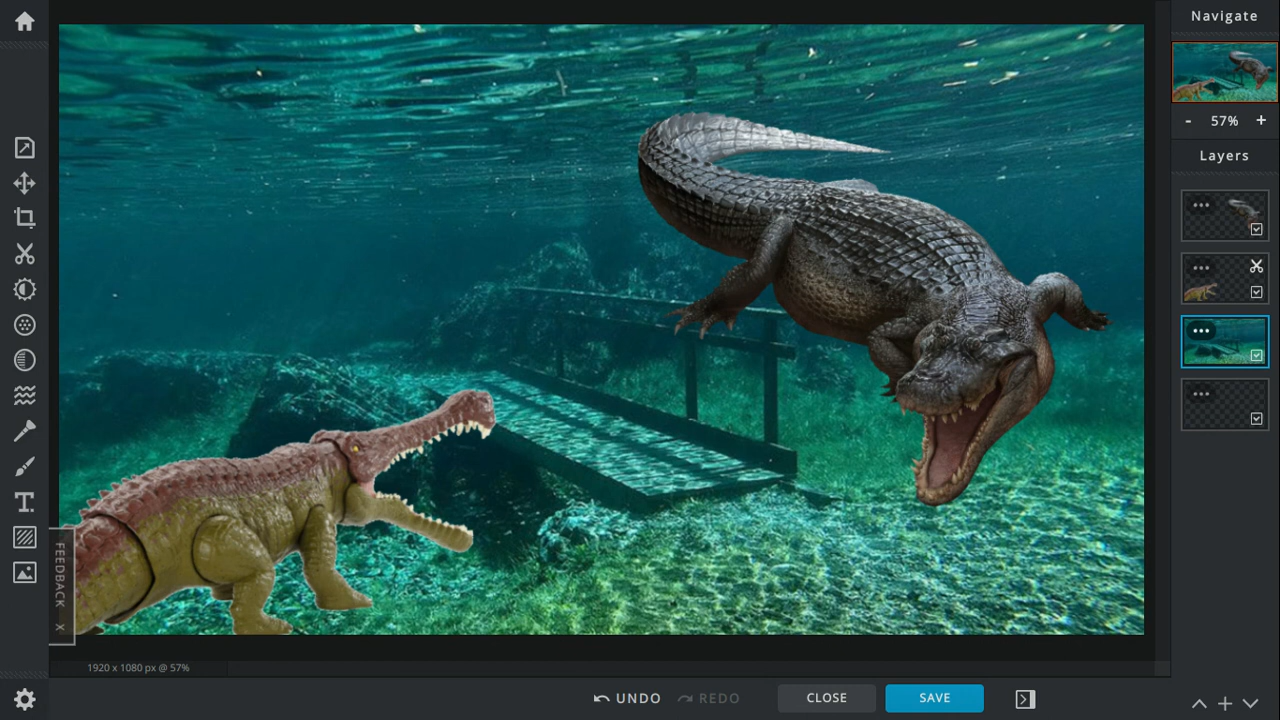 Navigate
- 57% +
Layers
FEEDBACK X
1920 x 1080 px @ 57%
UNDO REDO CLOSE SAVE